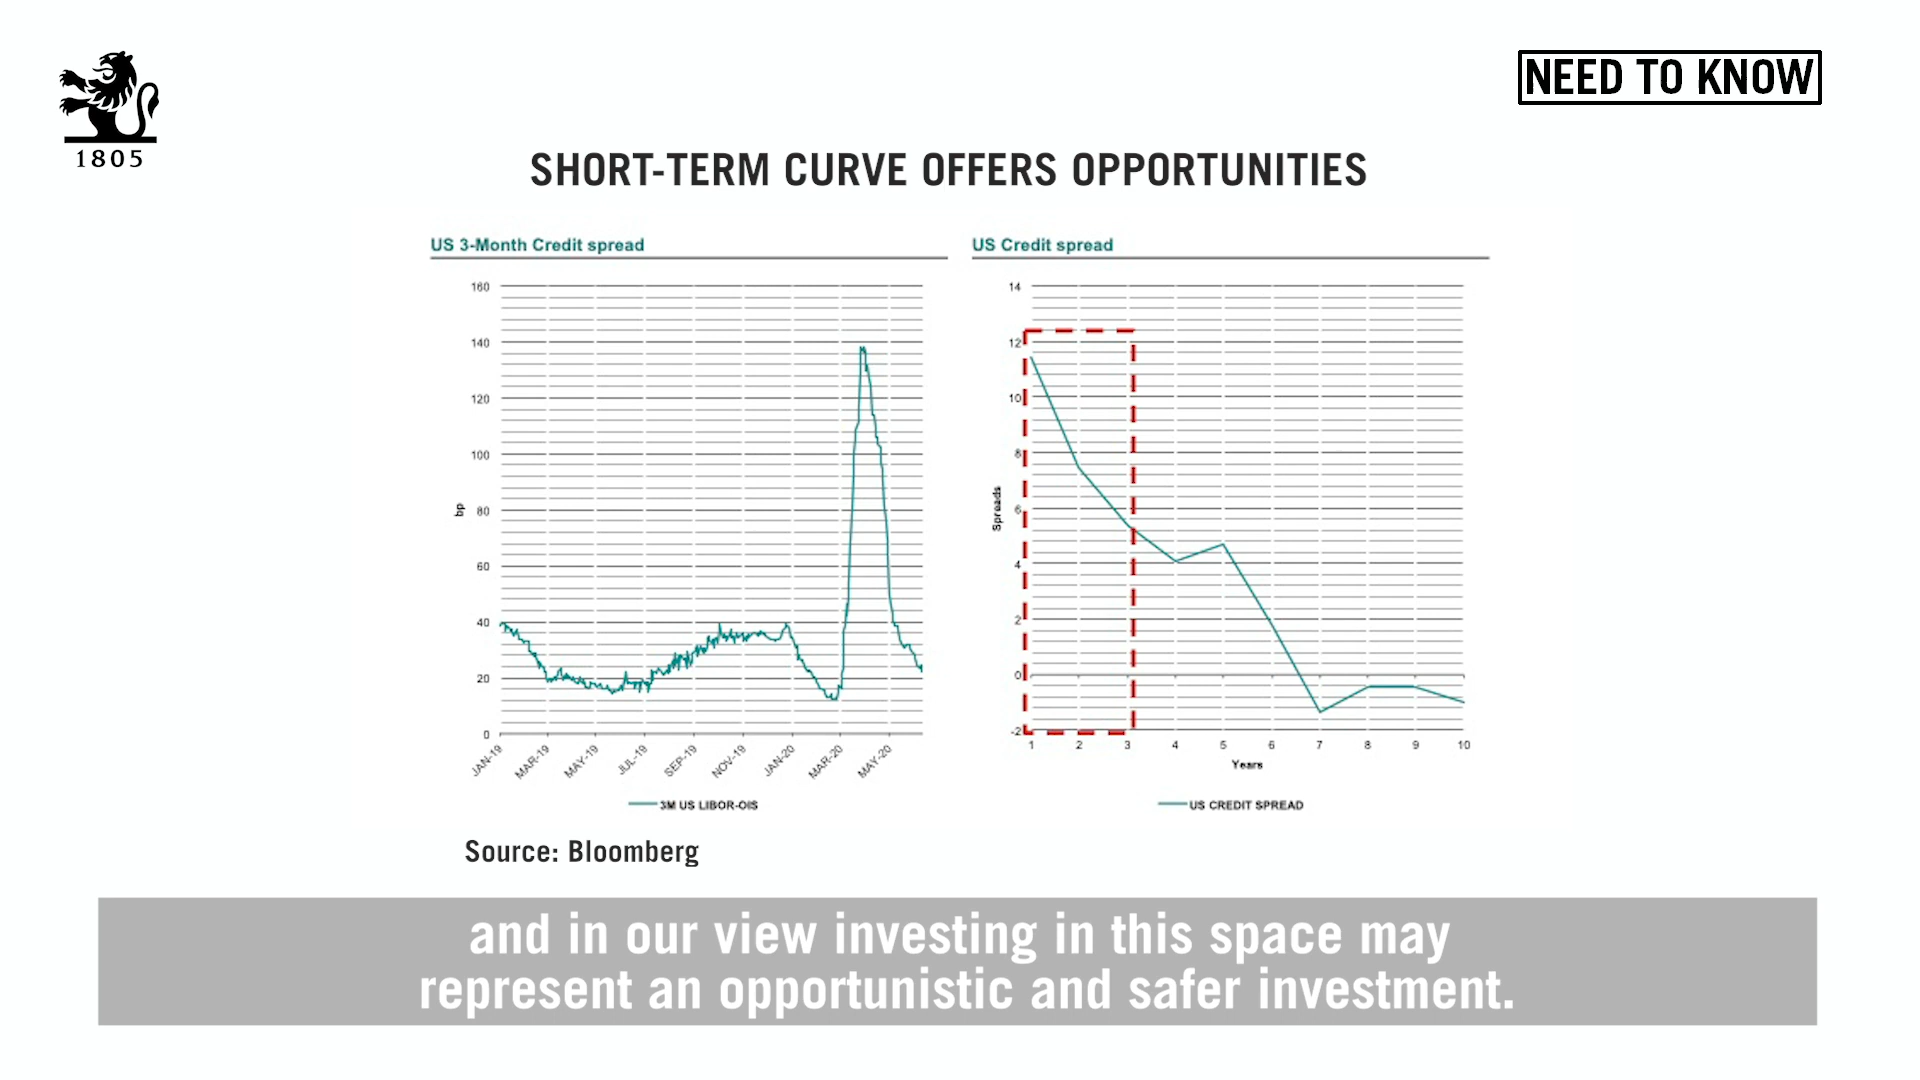 NEED TO KNOW
1805
SHORT-TERM CURVE OFFERS OPPORTUNITIES
US 3-Month Credit spread
160
140
120
100
80
60
40
20
0
bp
JAN-19
MAR-19
MAY-19
JUL-19
SEP-19
NOV-19
JAN-20
MAR-20
MAY-20
3M US LIBOR-OIS
US Credit spread
14
12
10
8
6
4
2
0
-2
Spreads
1 2 3 4 5 6 7 8 9 10
Years
US CREDIT SPREAD
Source: Bloomberg
and in our view investing in this space may
represent an opportunistic and safer investment.